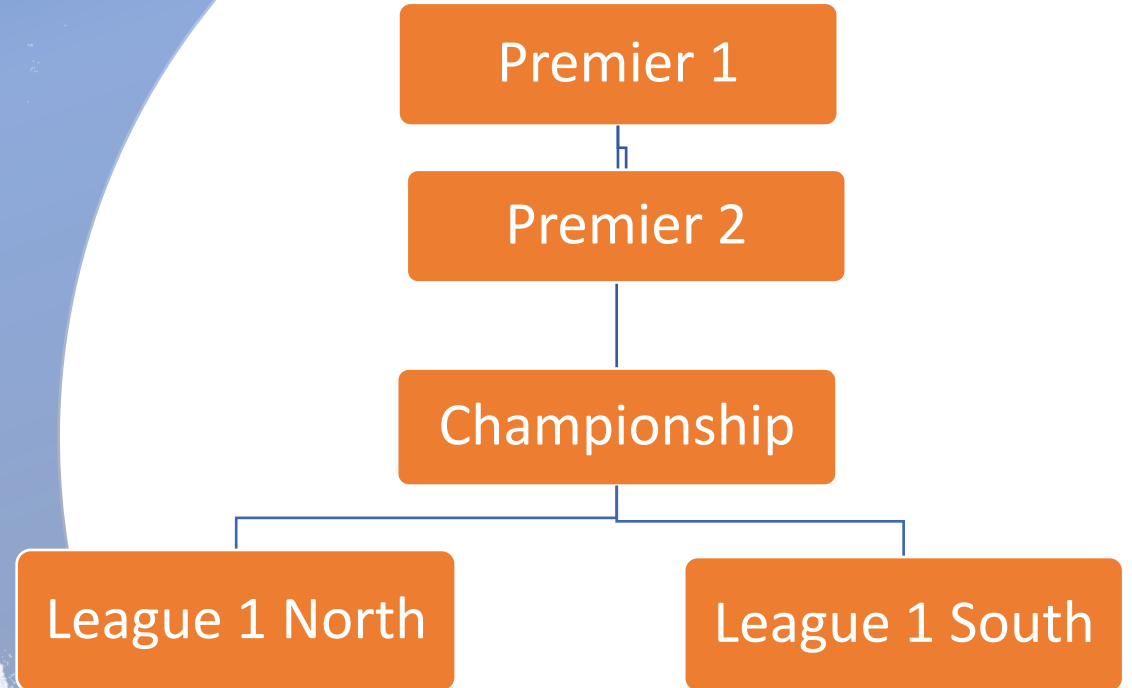 Premier 1
Premier 2
Championship
League 1 North
League 1 South